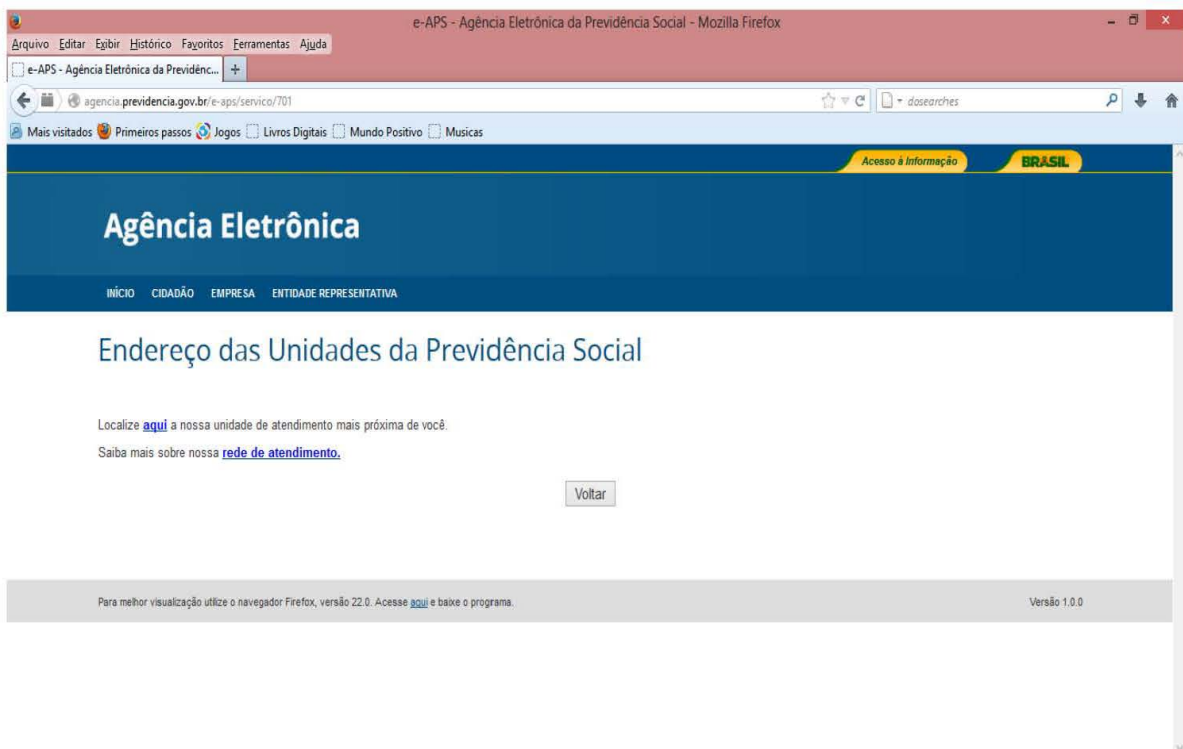 e-APS - Agência Eletrônica da Previdência Social - Mozilla Firefox
Arquivo Editar Exibir Histórico Favoritos Ferramentas Ajuda
e-APS - Agência Eletrônica da Previdênc... +
agencia.previdencia.gov.br/e-aps/servico/701 dosearches
Mais visitados Primeiros passos Jogos Livros Digitais Mundo Positivo Musicas
Acesso à Informação BRASIL
Agência Eletrônica
INÍCIO CIDADÃO EMPRESA ENTIDADE REPRESENTATIVA
Endereço das Unidades da Previdência Social
Localize aqui a nossa unidade de atendimento mais próxima de você.
Saiba mais sobre nossa rede de atendimento.
Voltar
Para melhor visualização utilize o navegador Firefox, versão 22.0. Acesse aqui e baixe o programa. Versão 1.0.0